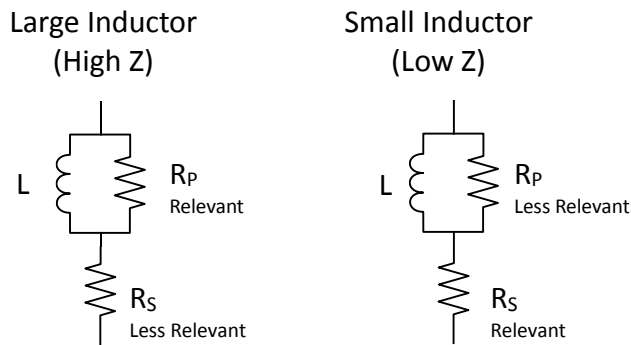 Large Inductor
(High Z)
L
RP
Relevant
RS
Less Relevant
Small Inductor
(Low Z)
L
RP
Less Relevant
RS
Relevant